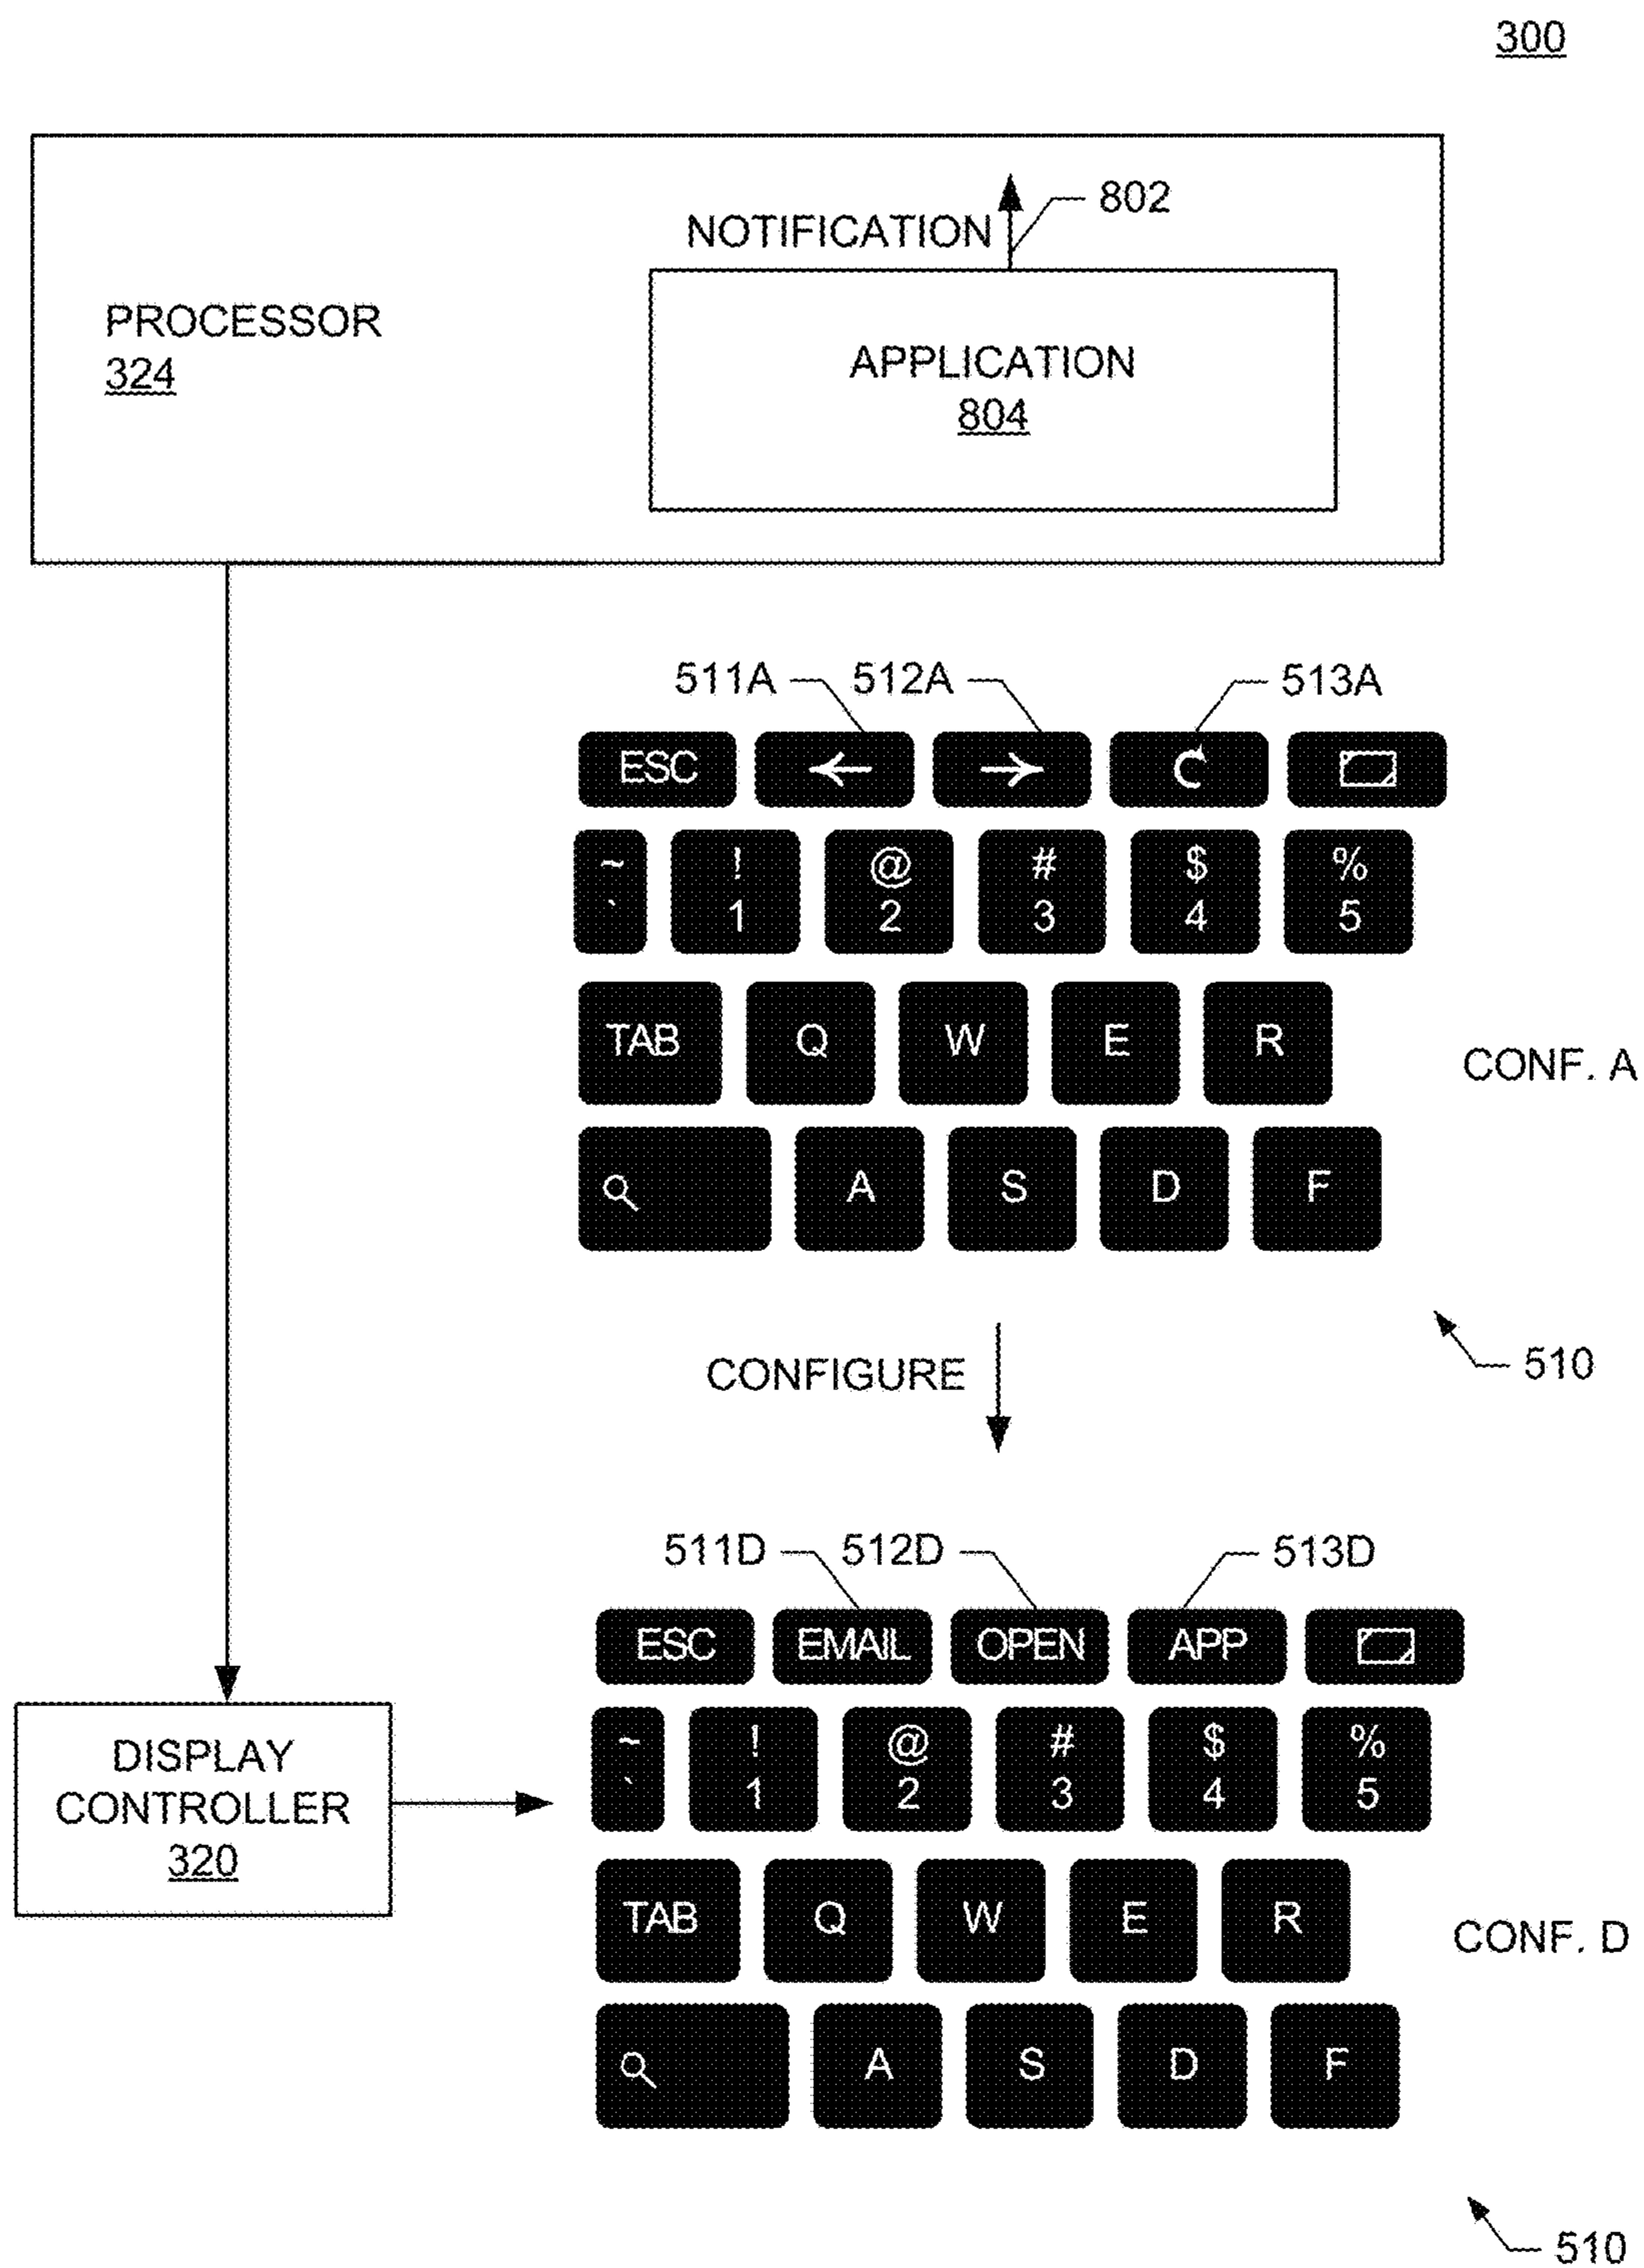 300
802
NOTIFICATION
PROCESSOR
324
APPLICATION
804
511A 512A 513A
ESC ← →
~ ! @ # $ %
` 1 2 3 4 5
TAB Q W E R
CONF. A
A S D F
510
CONFIGURE
511D 512D 513D
ESC EMAIL OPEN APP
~ ! @ # $ %
` 1 2 3 4 5
DISPLAY
CONTROLLER
320
TAB Q W E R
CONF. D
A S D F
510